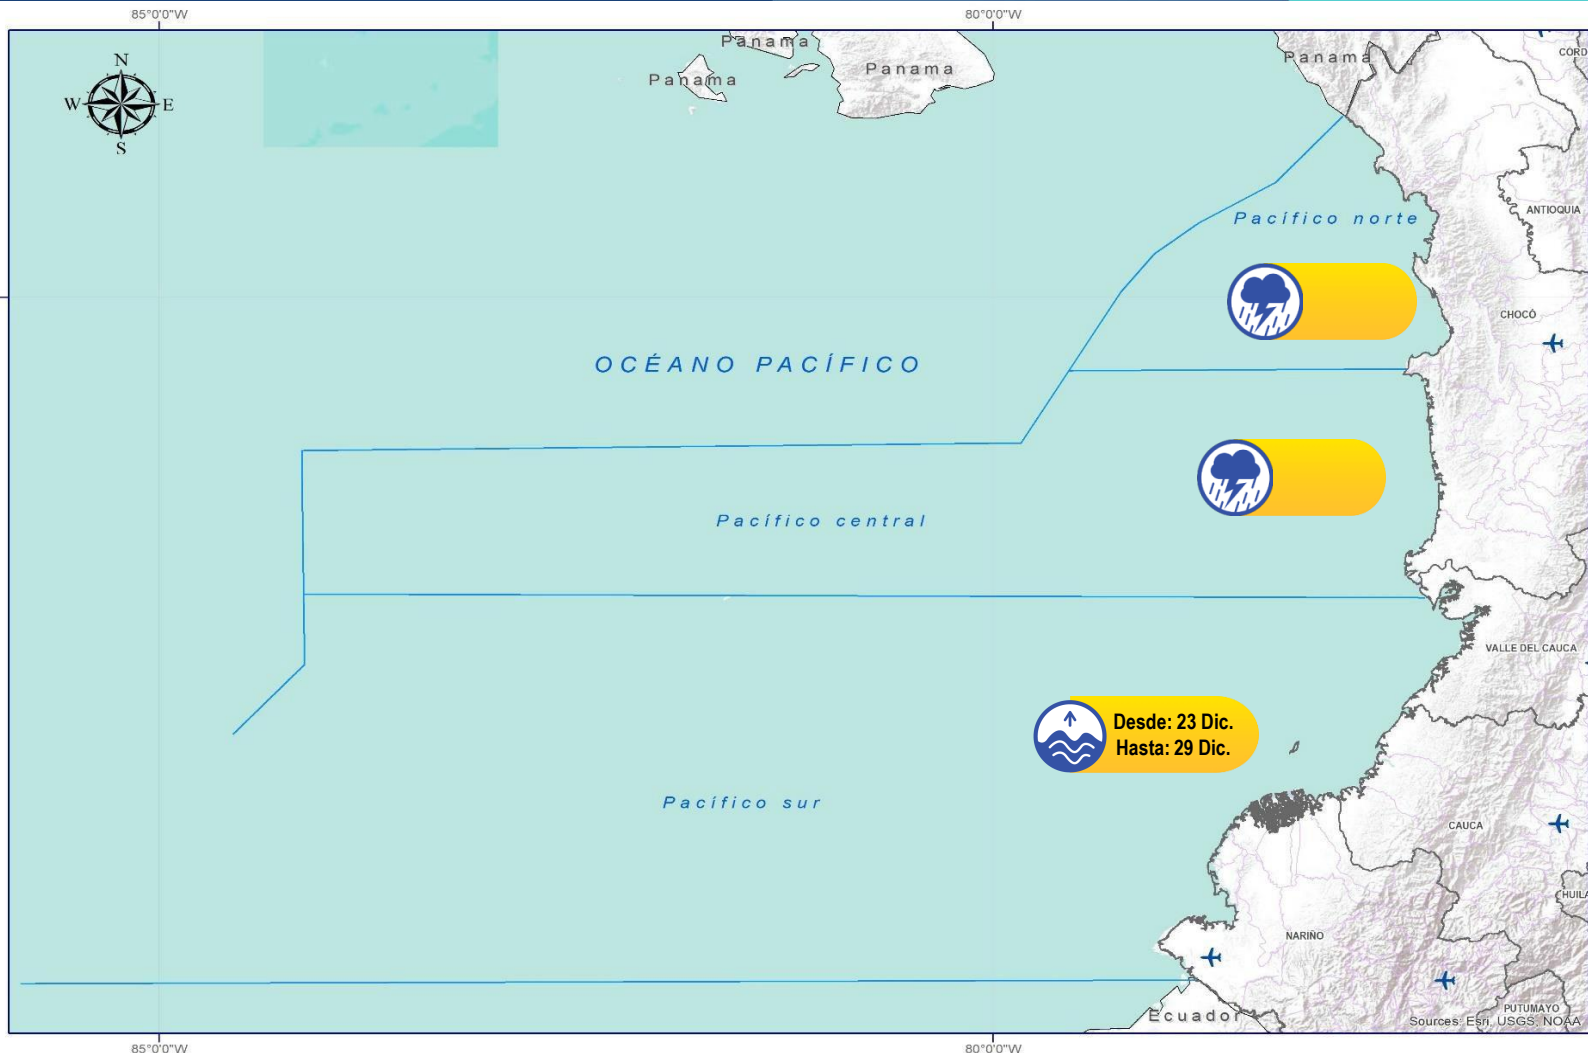 85°0'0"W
80°0'0"W
N
W
E
S
Panama
Panama
Panama
Panama
CÓRD
ANTIOQUIA
Pacífico norte
CHOCÓ
OCÉANO PACÍFICO
Pacífico central
VALLE DEL CAUCA
Desde: 23 Dic.
Hasta: 29 Dic.
Pacífico sur
CAUCA
HUILA
NARIÑO
PUTUMAYO
Ecuador
Sources: Esri, USGS, NOAA
85°0'0"W
80°0'0"W